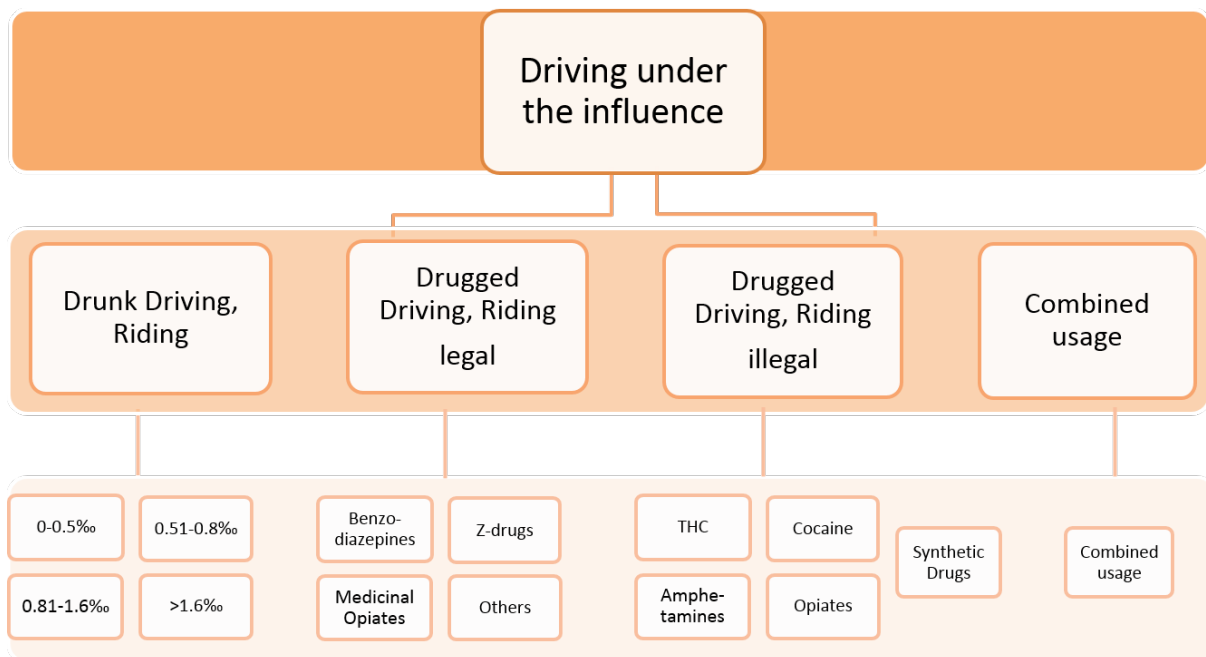 Driving under
the influence
Drunk Driving,
Riding
Drugged
Driving, Riding
legal
Drugged
Driving, Riding
illegal
Combined
usage
0-0.5‰
0.51-0.8‰
0.81-1.6‰
>1.6‰
Benzo-
diazepines
Z-drugs
Medicinal
Opiates
Others
THC
Cocaine
Amphe-
tamines
Opiates
Synthetic
Drugs
Combined
usage